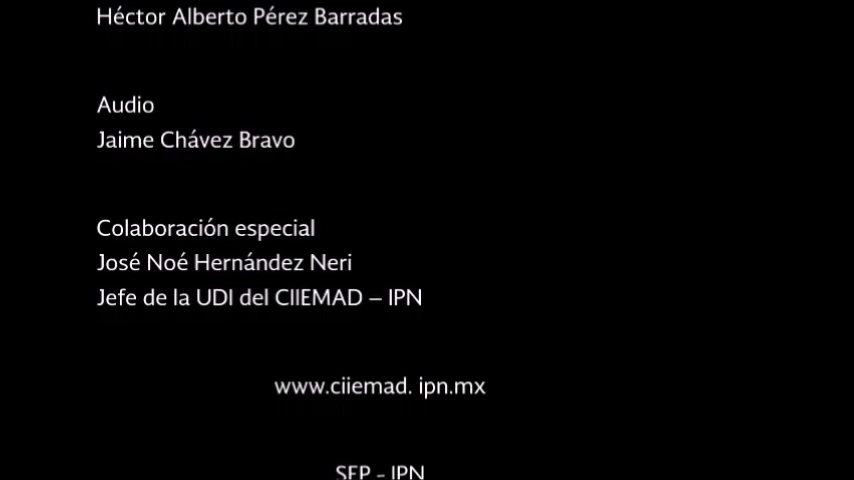 Héctor Alberto Pérez Barradas
Audio
Jaime Chávez Bravo
Colaboración especial
José Noé Hernández Neri
Jefe de la UDI del CIIEMAD – IPN
www.ciiemad. ipn.mx
SEP - IPN